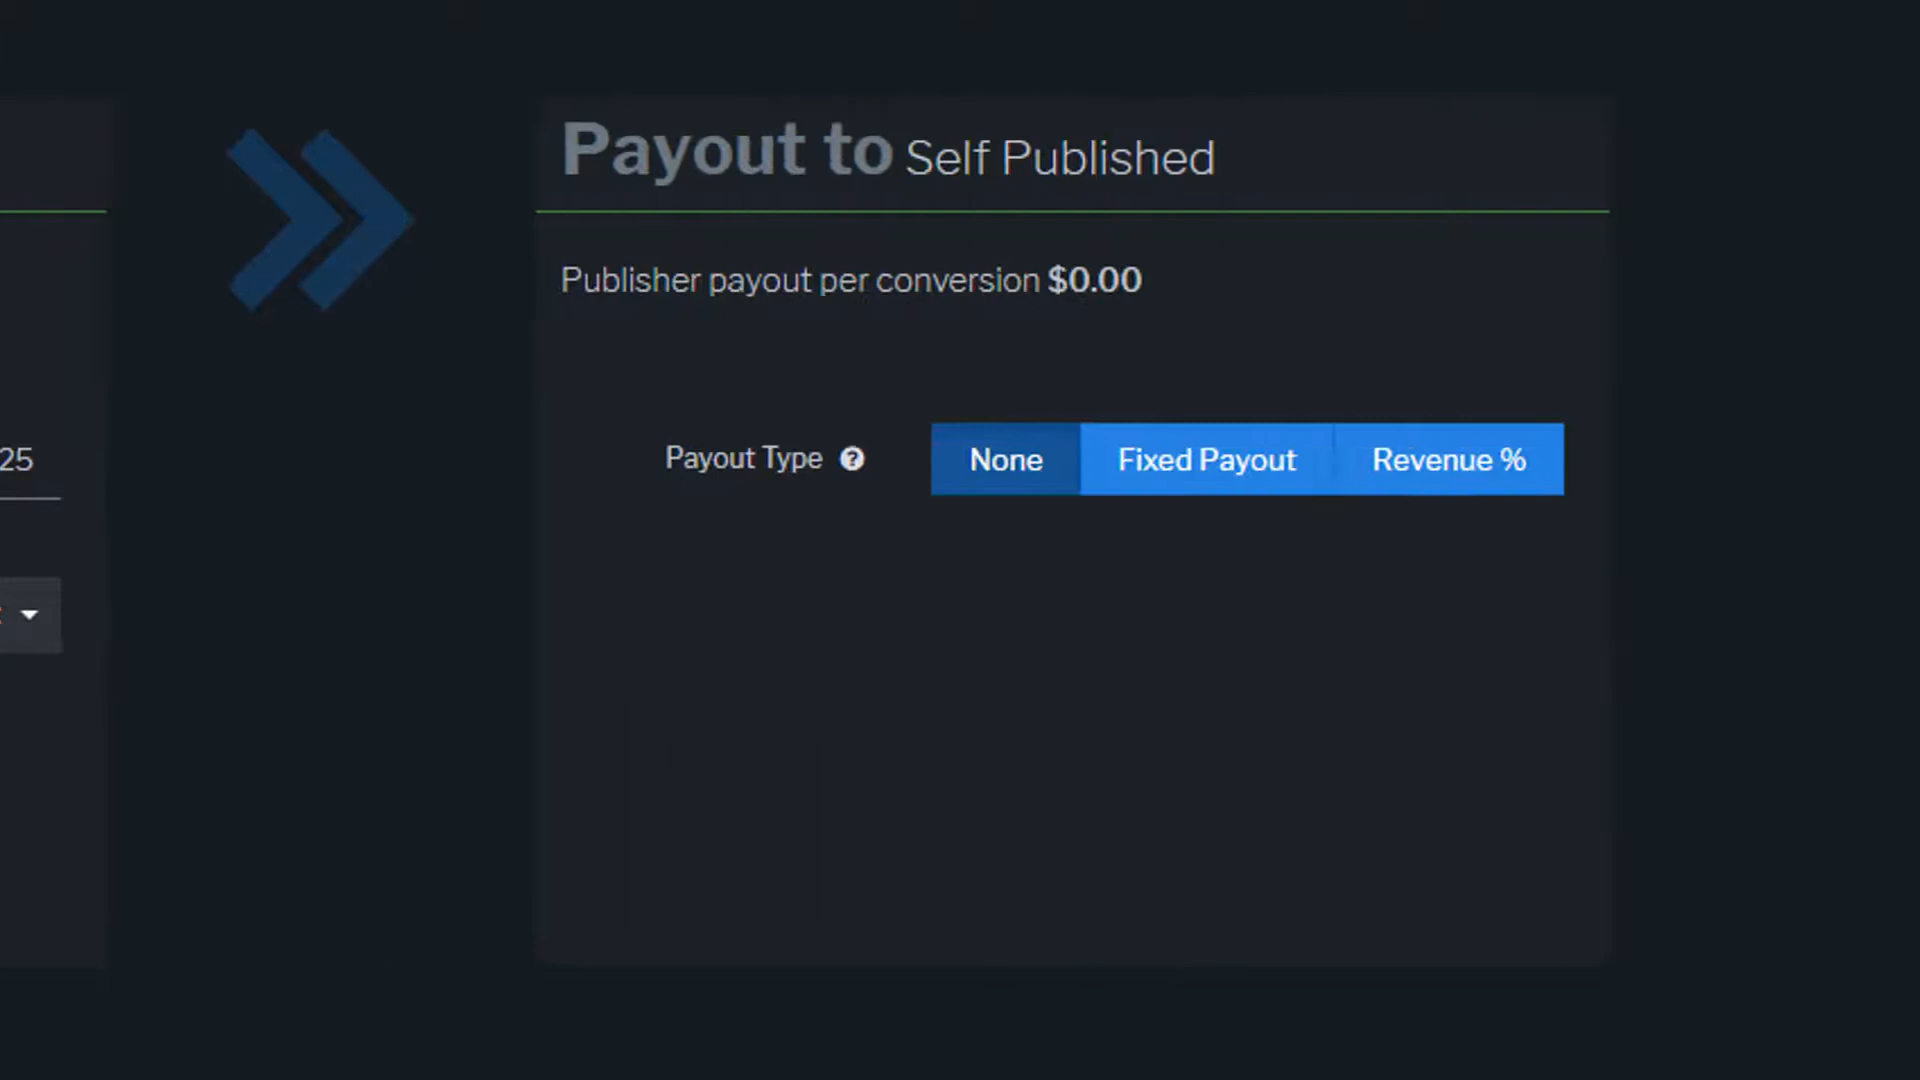 Payout to Self Published
Publisher payout per conversion $0.00
25
Payout Type
None
Fixed Payout
Revenue %